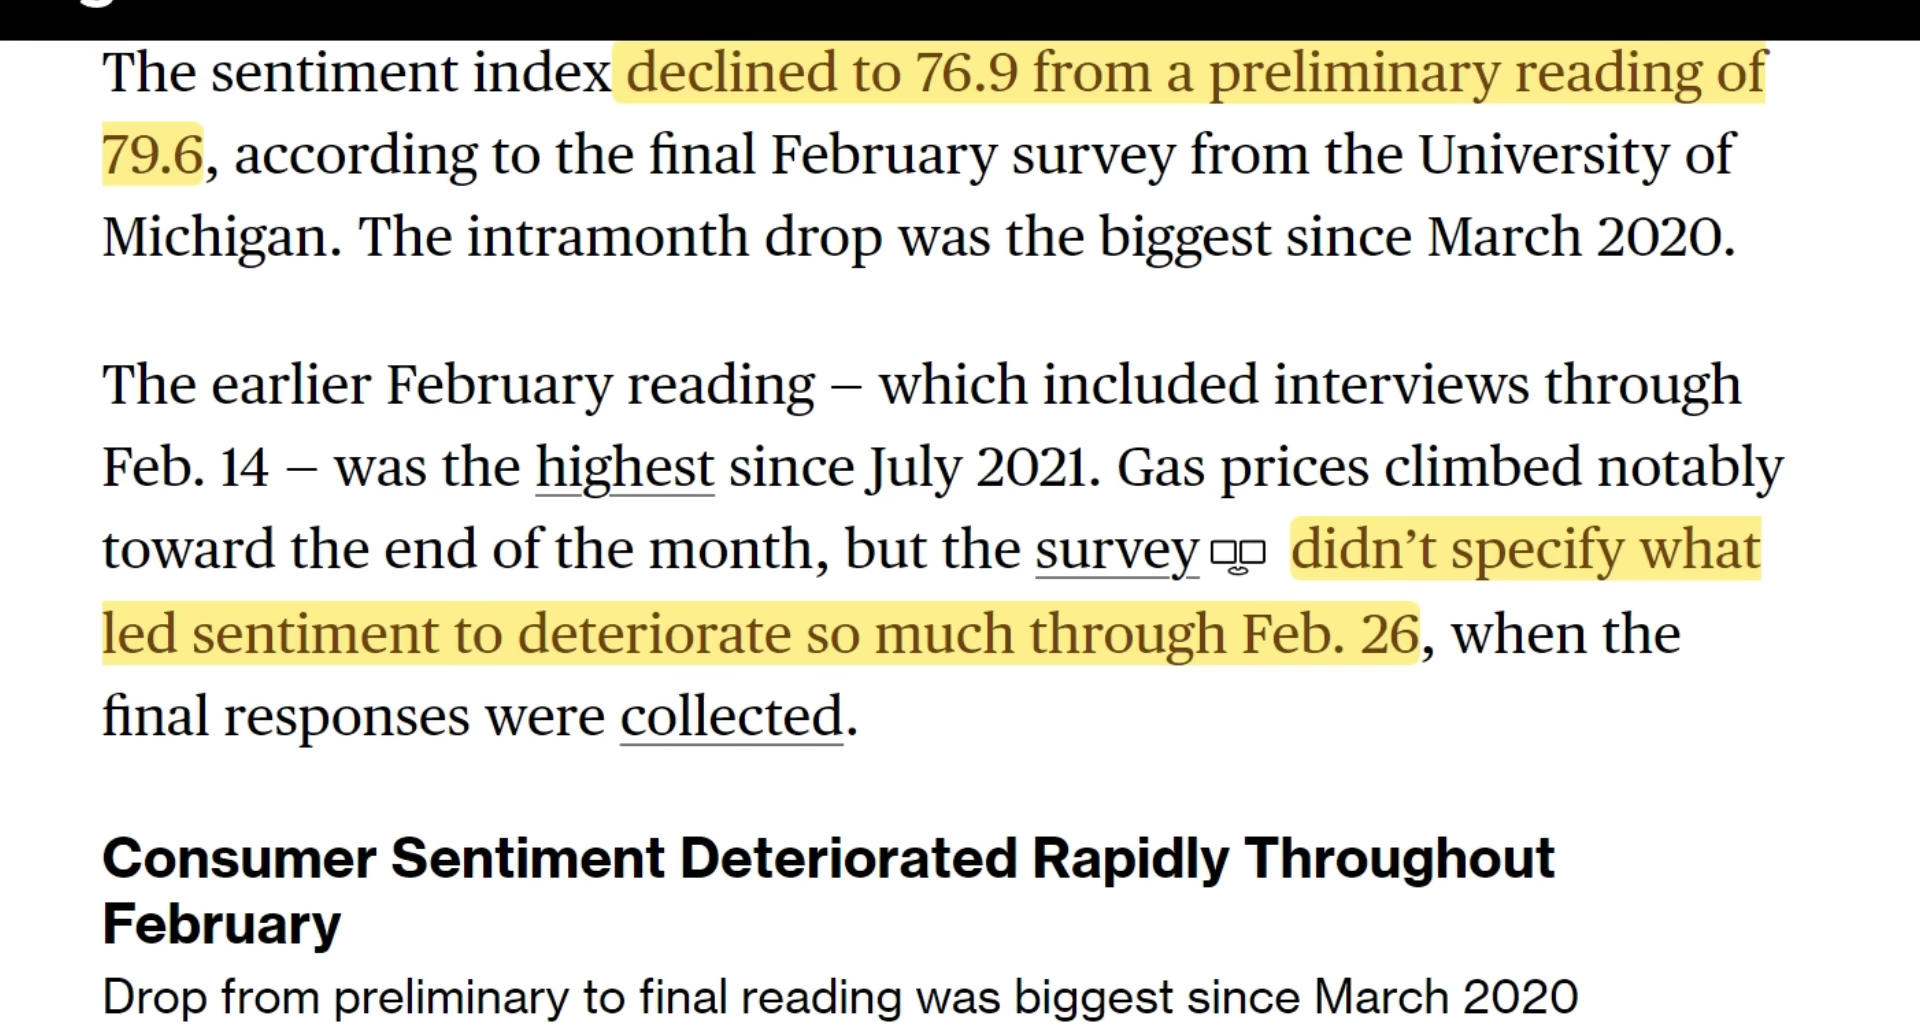 The sentiment index declined to 76.9 from a preliminary reading of
79.6, according to the final February survey from the University of
Michigan. The intramonth drop was the biggest since March 2020.
The earlier February reading – which included interviews through
Feb. 14 – was the highest since July 2021. Gas prices climbed notably
toward the end of the month, but the survey didn’t specify what
led sentiment to deteriorate so much through Feb. 26, when the
final responses were collected.
Consumer Sentiment Deteriorated Rapidly Throughout
February
Drop from preliminary to final reading was biggest since March 2020